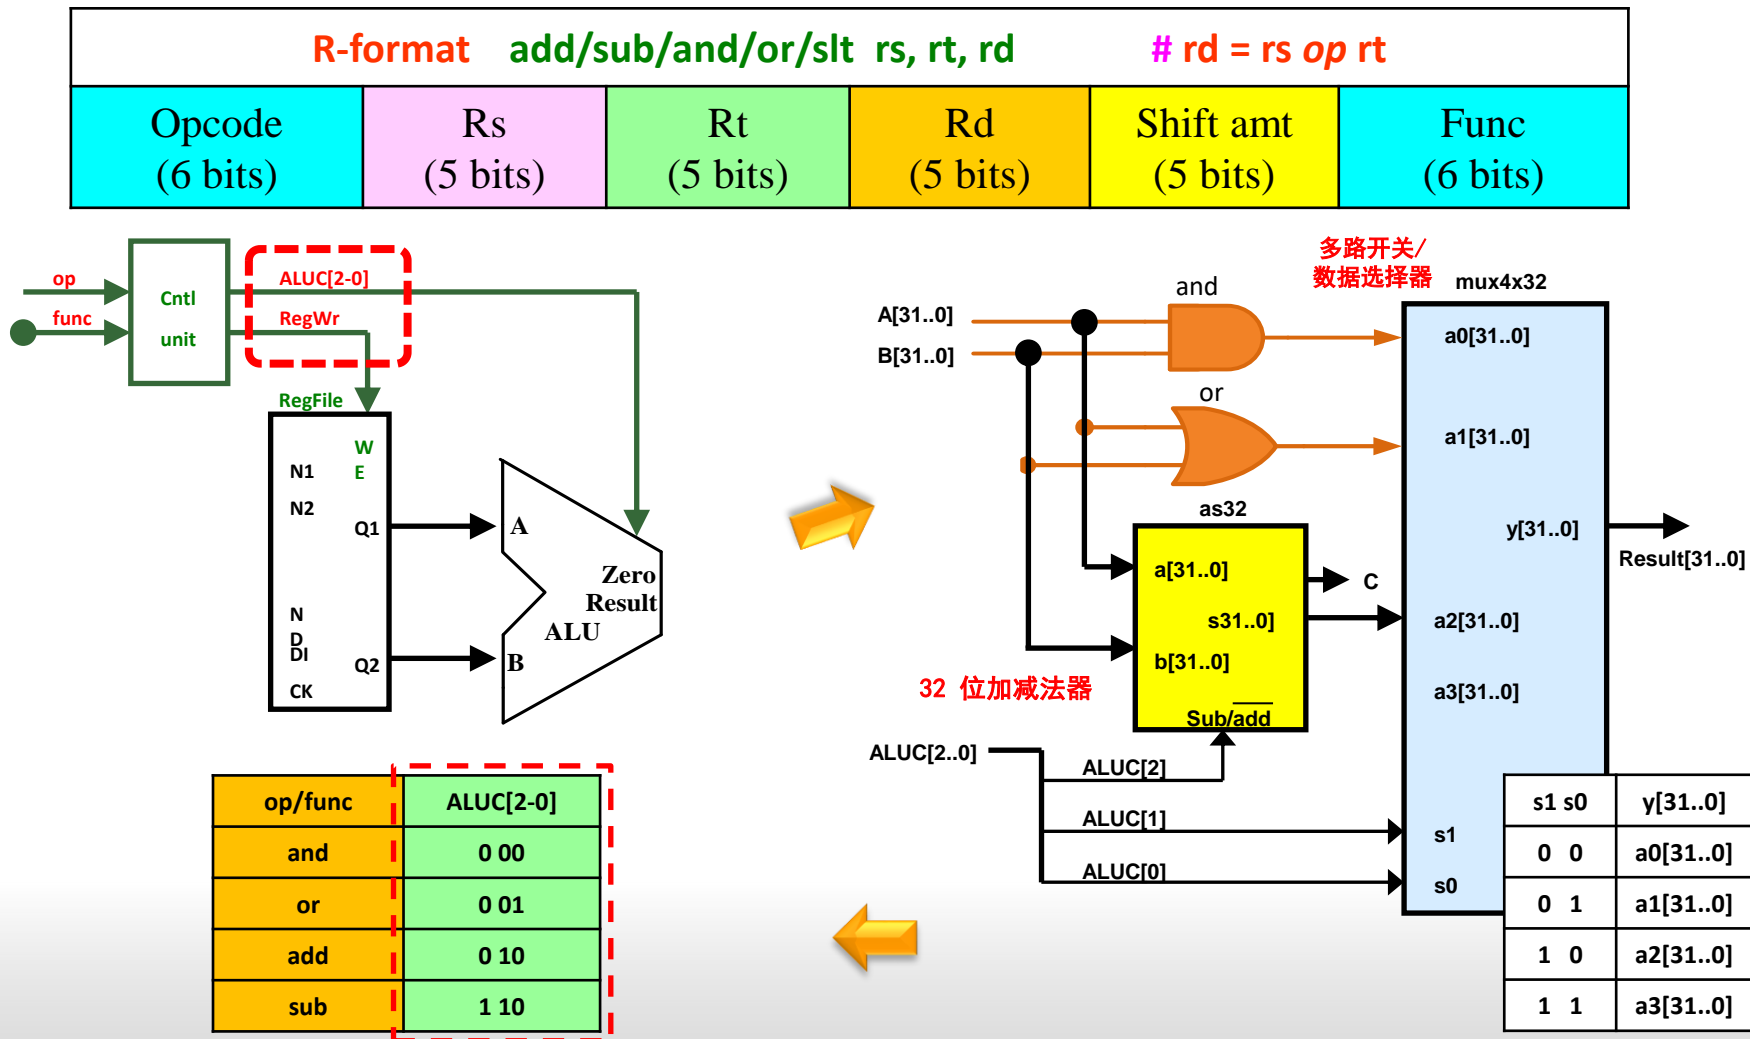 R-format add/sub/and/or/slt rs, rt, rd # rd = rs op rt
Opcode
(6 bits)
Rs
(5 bits)
Rt
(5 bits)
Rd
(5 bits)
Shift amt
(5 bits)
Func
(6 bits)
op
func
Cntl
unit
ALUC[2-0]
RegWr
RegFile
W
E
N1
N2
Q1
N
D
DI
Q2
CK
A
B
Zero
Result
ALU
多路开关/
数据选择器
mux4x32
A[31..0]
B[31..0]
and
or
a0[31..0]
a1[31..0]
as32
a[31..0]
s31..0]
b[31..0]
Sub/add
C
32 位加减法器
a2[31..0]
a3[31..0]
y[31..0]
Result[31..0]
ALUC[2..0]
ALUC[2]
ALUC[1]
ALUC[0]
s1
s0
op/func ALUC[2-0]
and 0 00
or 0 01
add 0 10
sub 1 10
s1 s0 y[31..0]
0 0 a0[31..0]
0 1 a1[31..0]
1 0 a2[31..0]
1 1 a3[31..0]